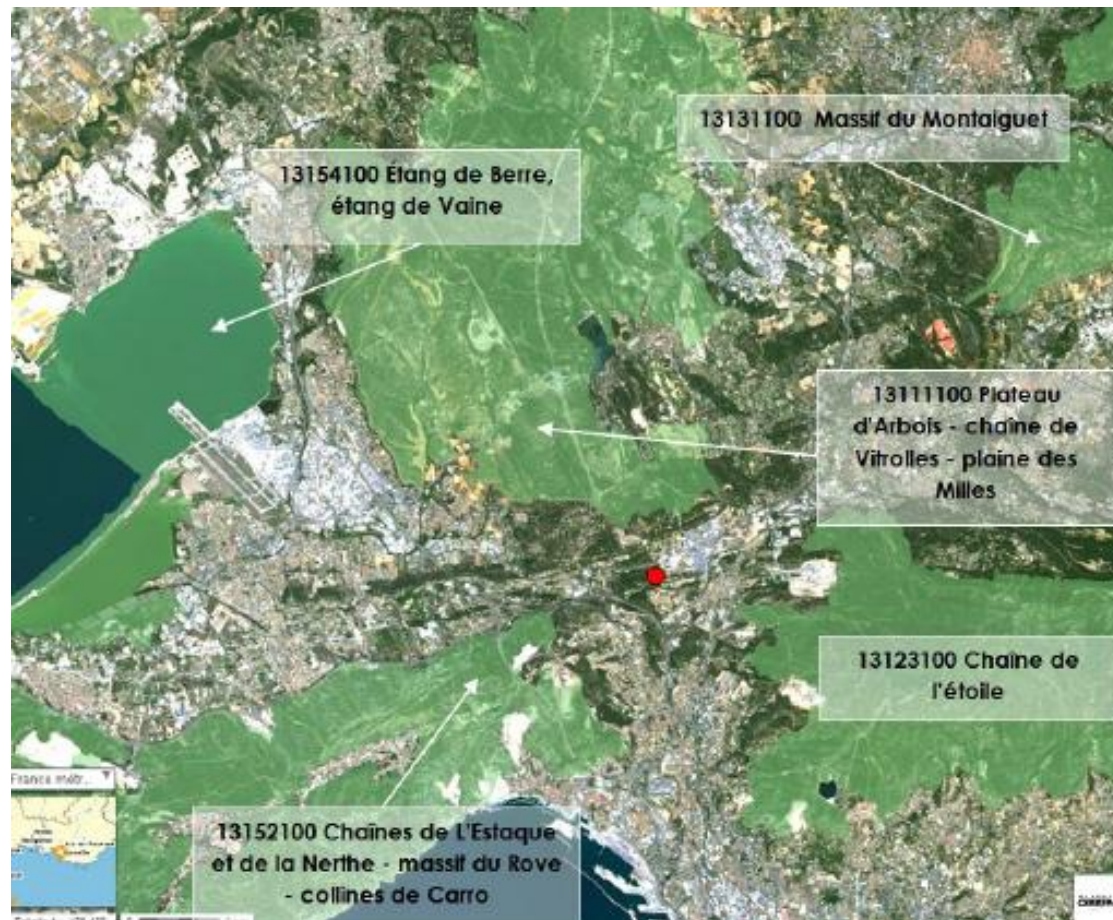 13131100 Massif du Montaiguet
13154100 Étang de Berre,
étang de Vaine
13111100 Plateau
d'Arbois - chaîne de
Vitrolles - plaine des
Milles
13123100 Chaîne de
l'étoile
France métr...
13152100 Chaînes de L'Estaque
et de la Nerthe - massif du Rove
- collines de Carro